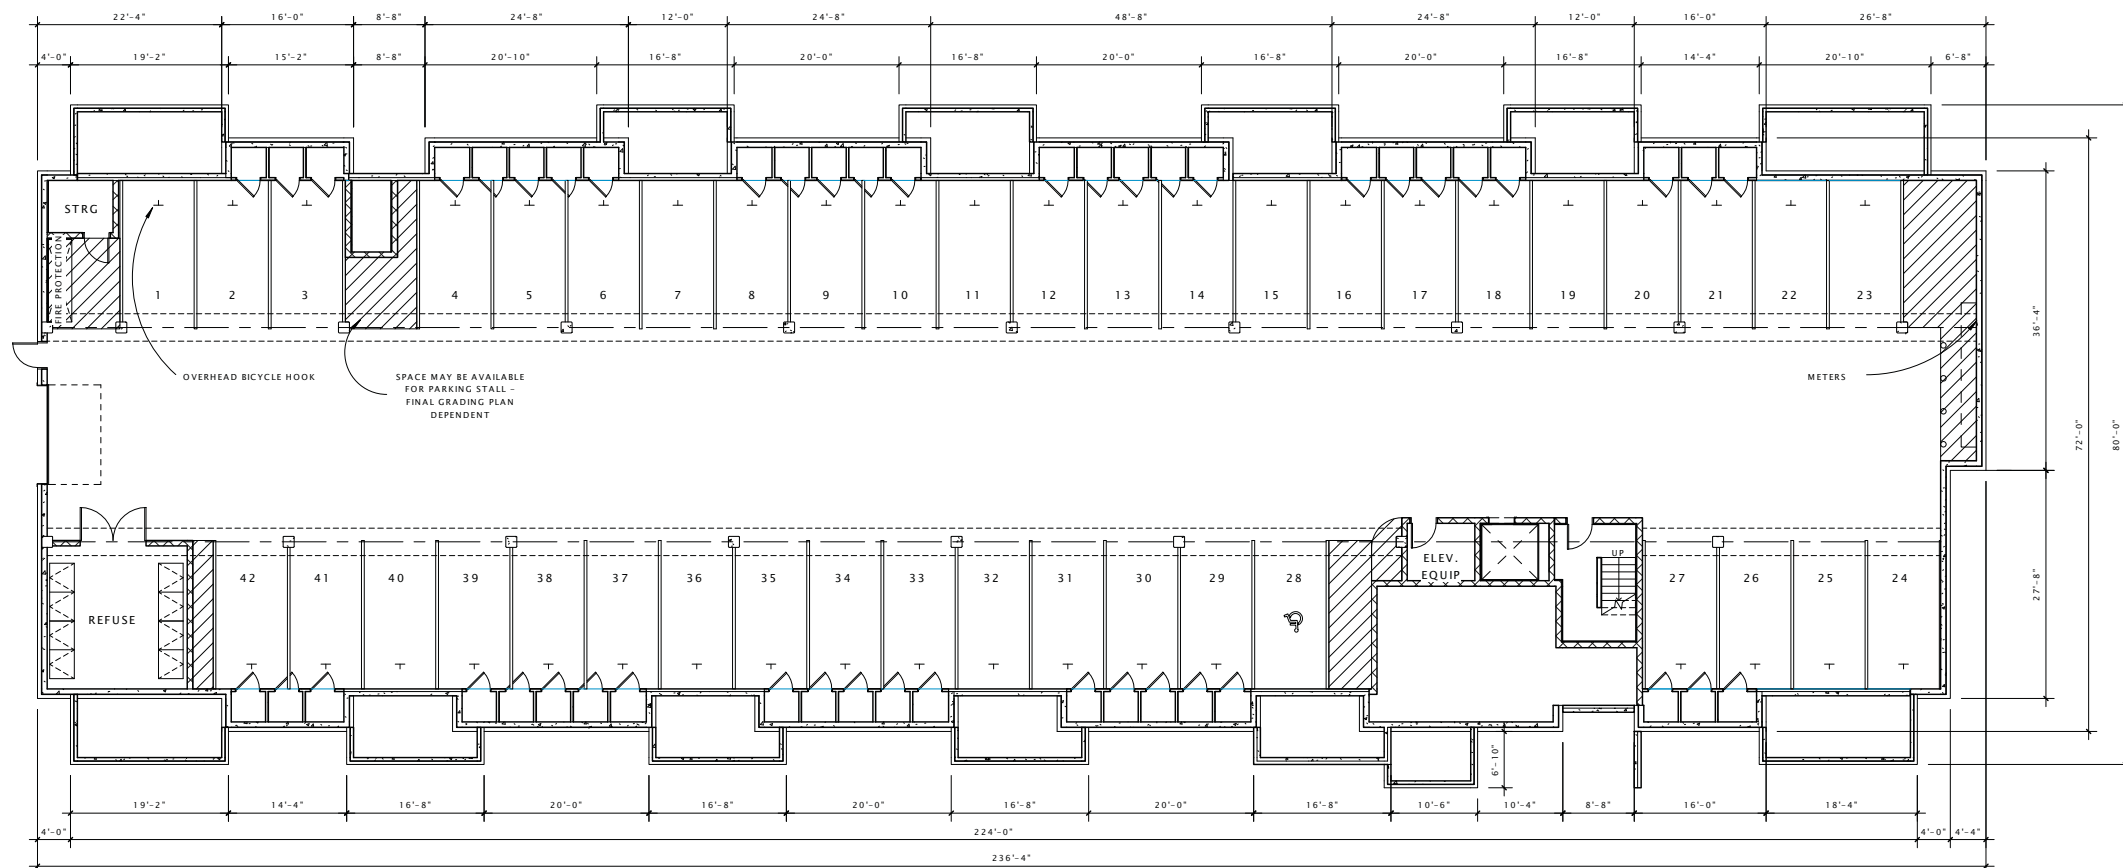 22'-4" 16'-0" 8'-8" 24'-8" 12'-0" 24'-8" 48'-8" 24'-8" 12'-0" 16'-0" 26'-8"
4'-0" 19'-2" 15'-2" 8'-8" 20'-10" 16'-8" 20'-0" 16'-8" 20'-0" 16'-8" 20'-0" 16'-8" 14'-4" 20'-10" 6'-8"
STRG
FIRE PROTECTION
1 2 3 4 5 6 7 8 9 10 11 12 13 14 15 16 17 18 19 20 21 22 23
OVERHEAD BICYCLE HOOK
SPACE MAY BE AVAILABLE
FOR PARKING STALL –
FINAL GRADING PLAN
DEPENDENT
METERS
36'-4"
72'-0"
80'-0"
27'-8"
42 41 40 39 38 37 36 35 34 33 32 31 30 29 28
ELEV.
EQUIP
UP
27 26 25 24
REFUSE
6'-10"
19'-2" 14'-4" 16'-8" 20'-0" 16'-8" 20'-0" 16'-8" 20'-0" 16'-8" 10'-6" 10'-4" 8'-8" 16'-0" 18'-4"
4'-0" 224'-0" 4'-0" 4'-4"
236'-4"